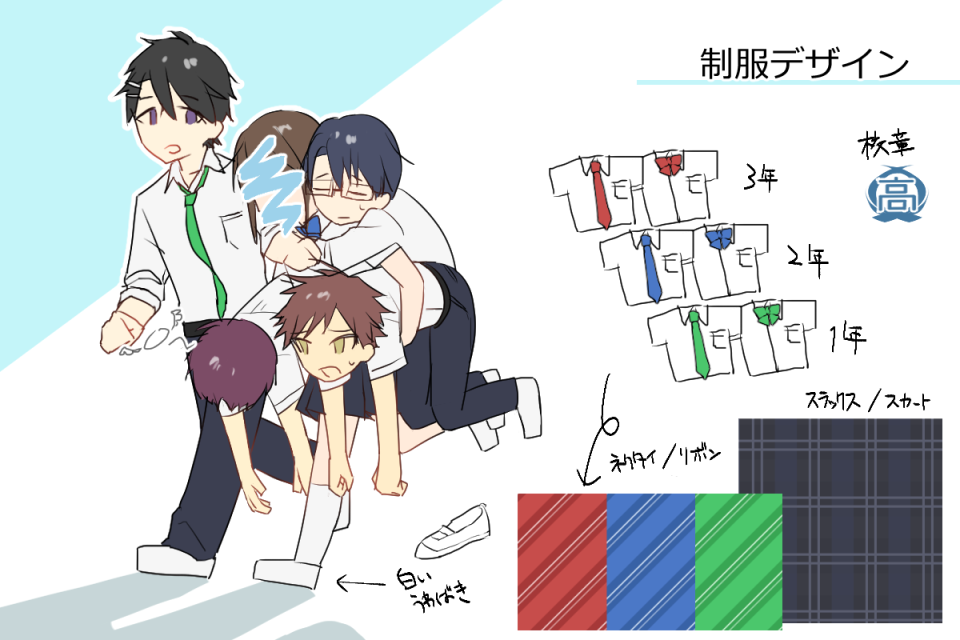 制服デザイン
校章
高
3年
2年
1年
スラックス / スカート
ネクタイ / リボン
白い
うわばき